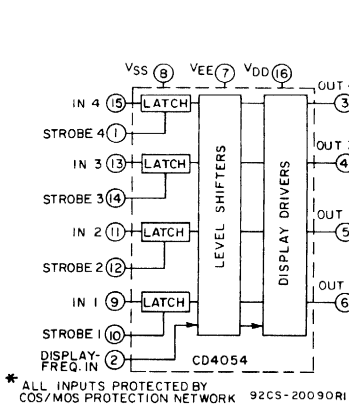 VSS 8 VEE 7 VDD 16
OUT
IN 4 15 LATCH 3
STROBE 4 1
OUT
IN 3 13 LATCH 4
STROBE 3 14
LEVEL SHIFTERS
DISPLAY DRIVERS
OUT
IN 2 11 LATCH 5
STROBE 2 12
OUT
IN 1 9 LATCH 6
STROBE 1 10
DISPLAY-
FREQ. IN 2
CD4054
* ALL INPUTS PROTECTED BY
COS/MOS PROTECTION NETWORK 92CS-20090RI